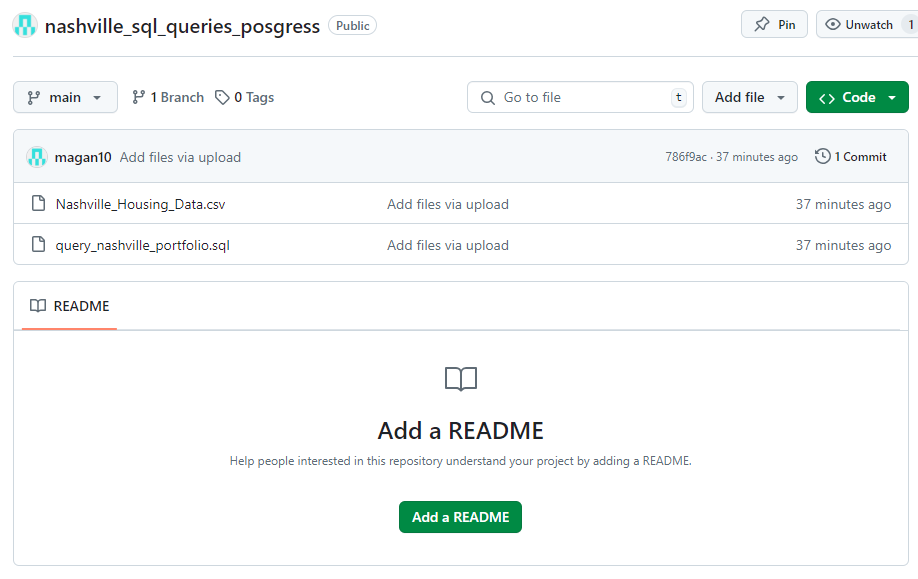 nashville_sql_queries_posgress Public Pin Unwatch 1
main 1 Branch 0 Tags Go to file t Add file Code
magan10 Add files via upload 786f9ac · 37 minutes ago 1 Commit
Nashville_Housing_Data.csv Add files via upload 37 minutes ago
query_nashville_portfolio.sql Add files via upload 37 minutes ago
README
Add a README
Help people interested in this repository understand your project by adding a README.
Add a README